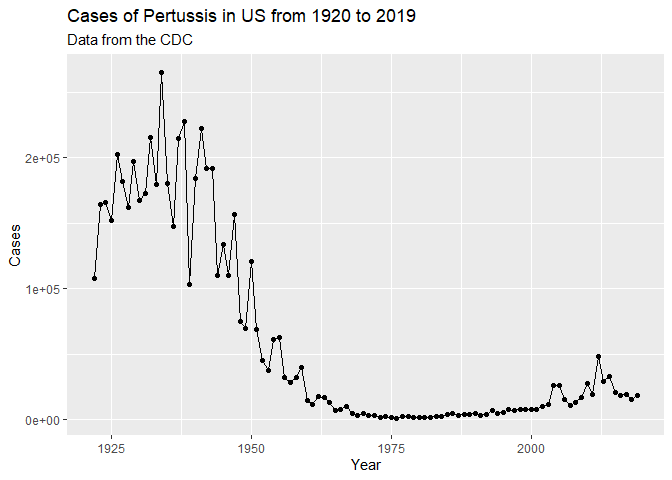 Cases of Pertussis in US from 1920 to 2019
Data from the CDC
Cases
2e+05
1e+05
0e+00
1925 1950 1975 2000
Year